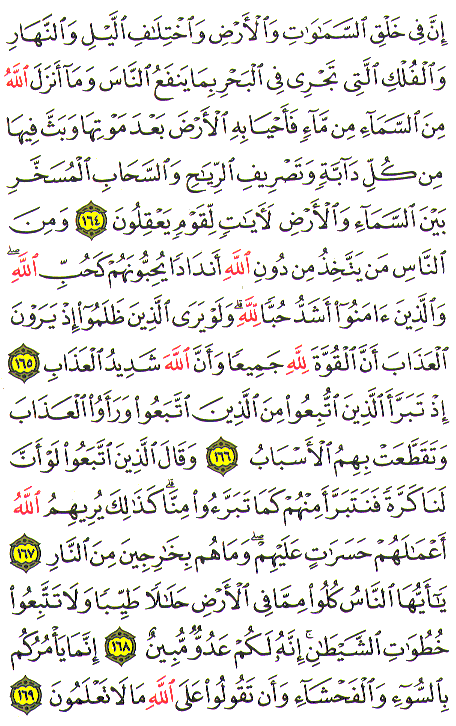 إِنَّ فِي خَلْقِ ٱلسَّمَٰوَٰتِ وَٱلْأَرْضِ وَٱخْتِلَٰفِ ٱلَّيْلِ وَٱلنَّهَارِ
وَٱلْفُلْكِ ٱلَّتِي تَجْرِي فِي ٱلْبَحْرِ بِمَا يَنفَعُ ٱلنَّاسَ وَمَآ أَنزَلَ ٱللَّهُ
مِنَ ٱلسَّمَآءِ مِن مَّآءٍ فَأَحْيَا بِهِ ٱلْأَرْضَ بَعْدَ مَوْتِهَا وَبَثَّ فِيهَا
مِن كُلِّ دَآبَّةٍ وَتَصْرِيفِ ٱلرِّيَٰحِ وَٱلسَّحَابِ ٱلْمُسَخَّرِ
بَيْنَ ٱلسَّمَآءِ وَٱلْأَرْضِ لَأٓيَٰتٍ لِّقَوْمٍ يَعْقِلُونَ ١٦٤ وَمِنَ
ٱلنَّاسِ مَن يَتَّخِذُ مِن دُونِ ٱللَّهِ أَندَادًا يُحِبُّونَهُمْ كَحُبِّ ٱللَّهِۖ
وَٱلَّذِينَ ءَامَنُوٓا۟ أَشَدُّ حُبًّا لِّلَّهِۗ وَلَوْ يَرَى ٱلَّذِينَ ظَلَمُوٓا۟ إِذْ يَرَوْنَ
ٱلْعَذَابَ أَنَّ ٱلْقُوَّةَ لِلَّهِ جَمِيعًا وَأَنَّ ٱللَّهَ شَدِيدُ ٱلْعَذَابِ ١٦٥
إِذْ تَبَرَّأَ ٱلَّذِينَ ٱتُّبِعُوا۟ مِنَ ٱلَّذِينَ ٱتَّبَعُوا۟ وَرَأَوُا۟ ٱلْعَذَابَ
وَتَقَطَّعَتْ بِهِمُ ٱلْأَسْبَابُ ١٦٦ وَقَالَ ٱلَّذِينَ ٱتَّبَعُوا۟ لَوْ أَنَّ
لَنَا كَرَّةً فَنَتَبَرَّأَ مِنْهُمْ كَمَا تَبَرَّءُوا۟ مِنَّاۗ كَذَٰلِكَ يُرِيهِمُ ٱللَّهُ
أَعْمَٰلَهُمْ حَسَرَٰتٍ عَلَيْهِمْۖ وَمَا هُم بِخَٰرِجِينَ مِنَ ٱلنَّارِ ١٦٧
يَٰٓأَيُّهَا ٱلنَّاسُ كُلُوا۟ مِمَّا فِي ٱلْأَرْضِ حَلَٰلًا طَيِّبًا وَلَا تَتَّبِعُوا۟
خُطُوَٰتِ ٱلشَّيْطَٰنِۚ إِنَّهُۥ لَكُمْ عَدُوٌّ مُّبِينٌ ١٦٨ إِنَّمَا يَأْمُرُكُم
بِٱلسُّوٓءِ وَٱلْفَحْشَآءِ وَأَن تَقُولُوا۟ عَلَى ٱللَّهِ مَا لَا تَعْلَمُونَ ١٦٩